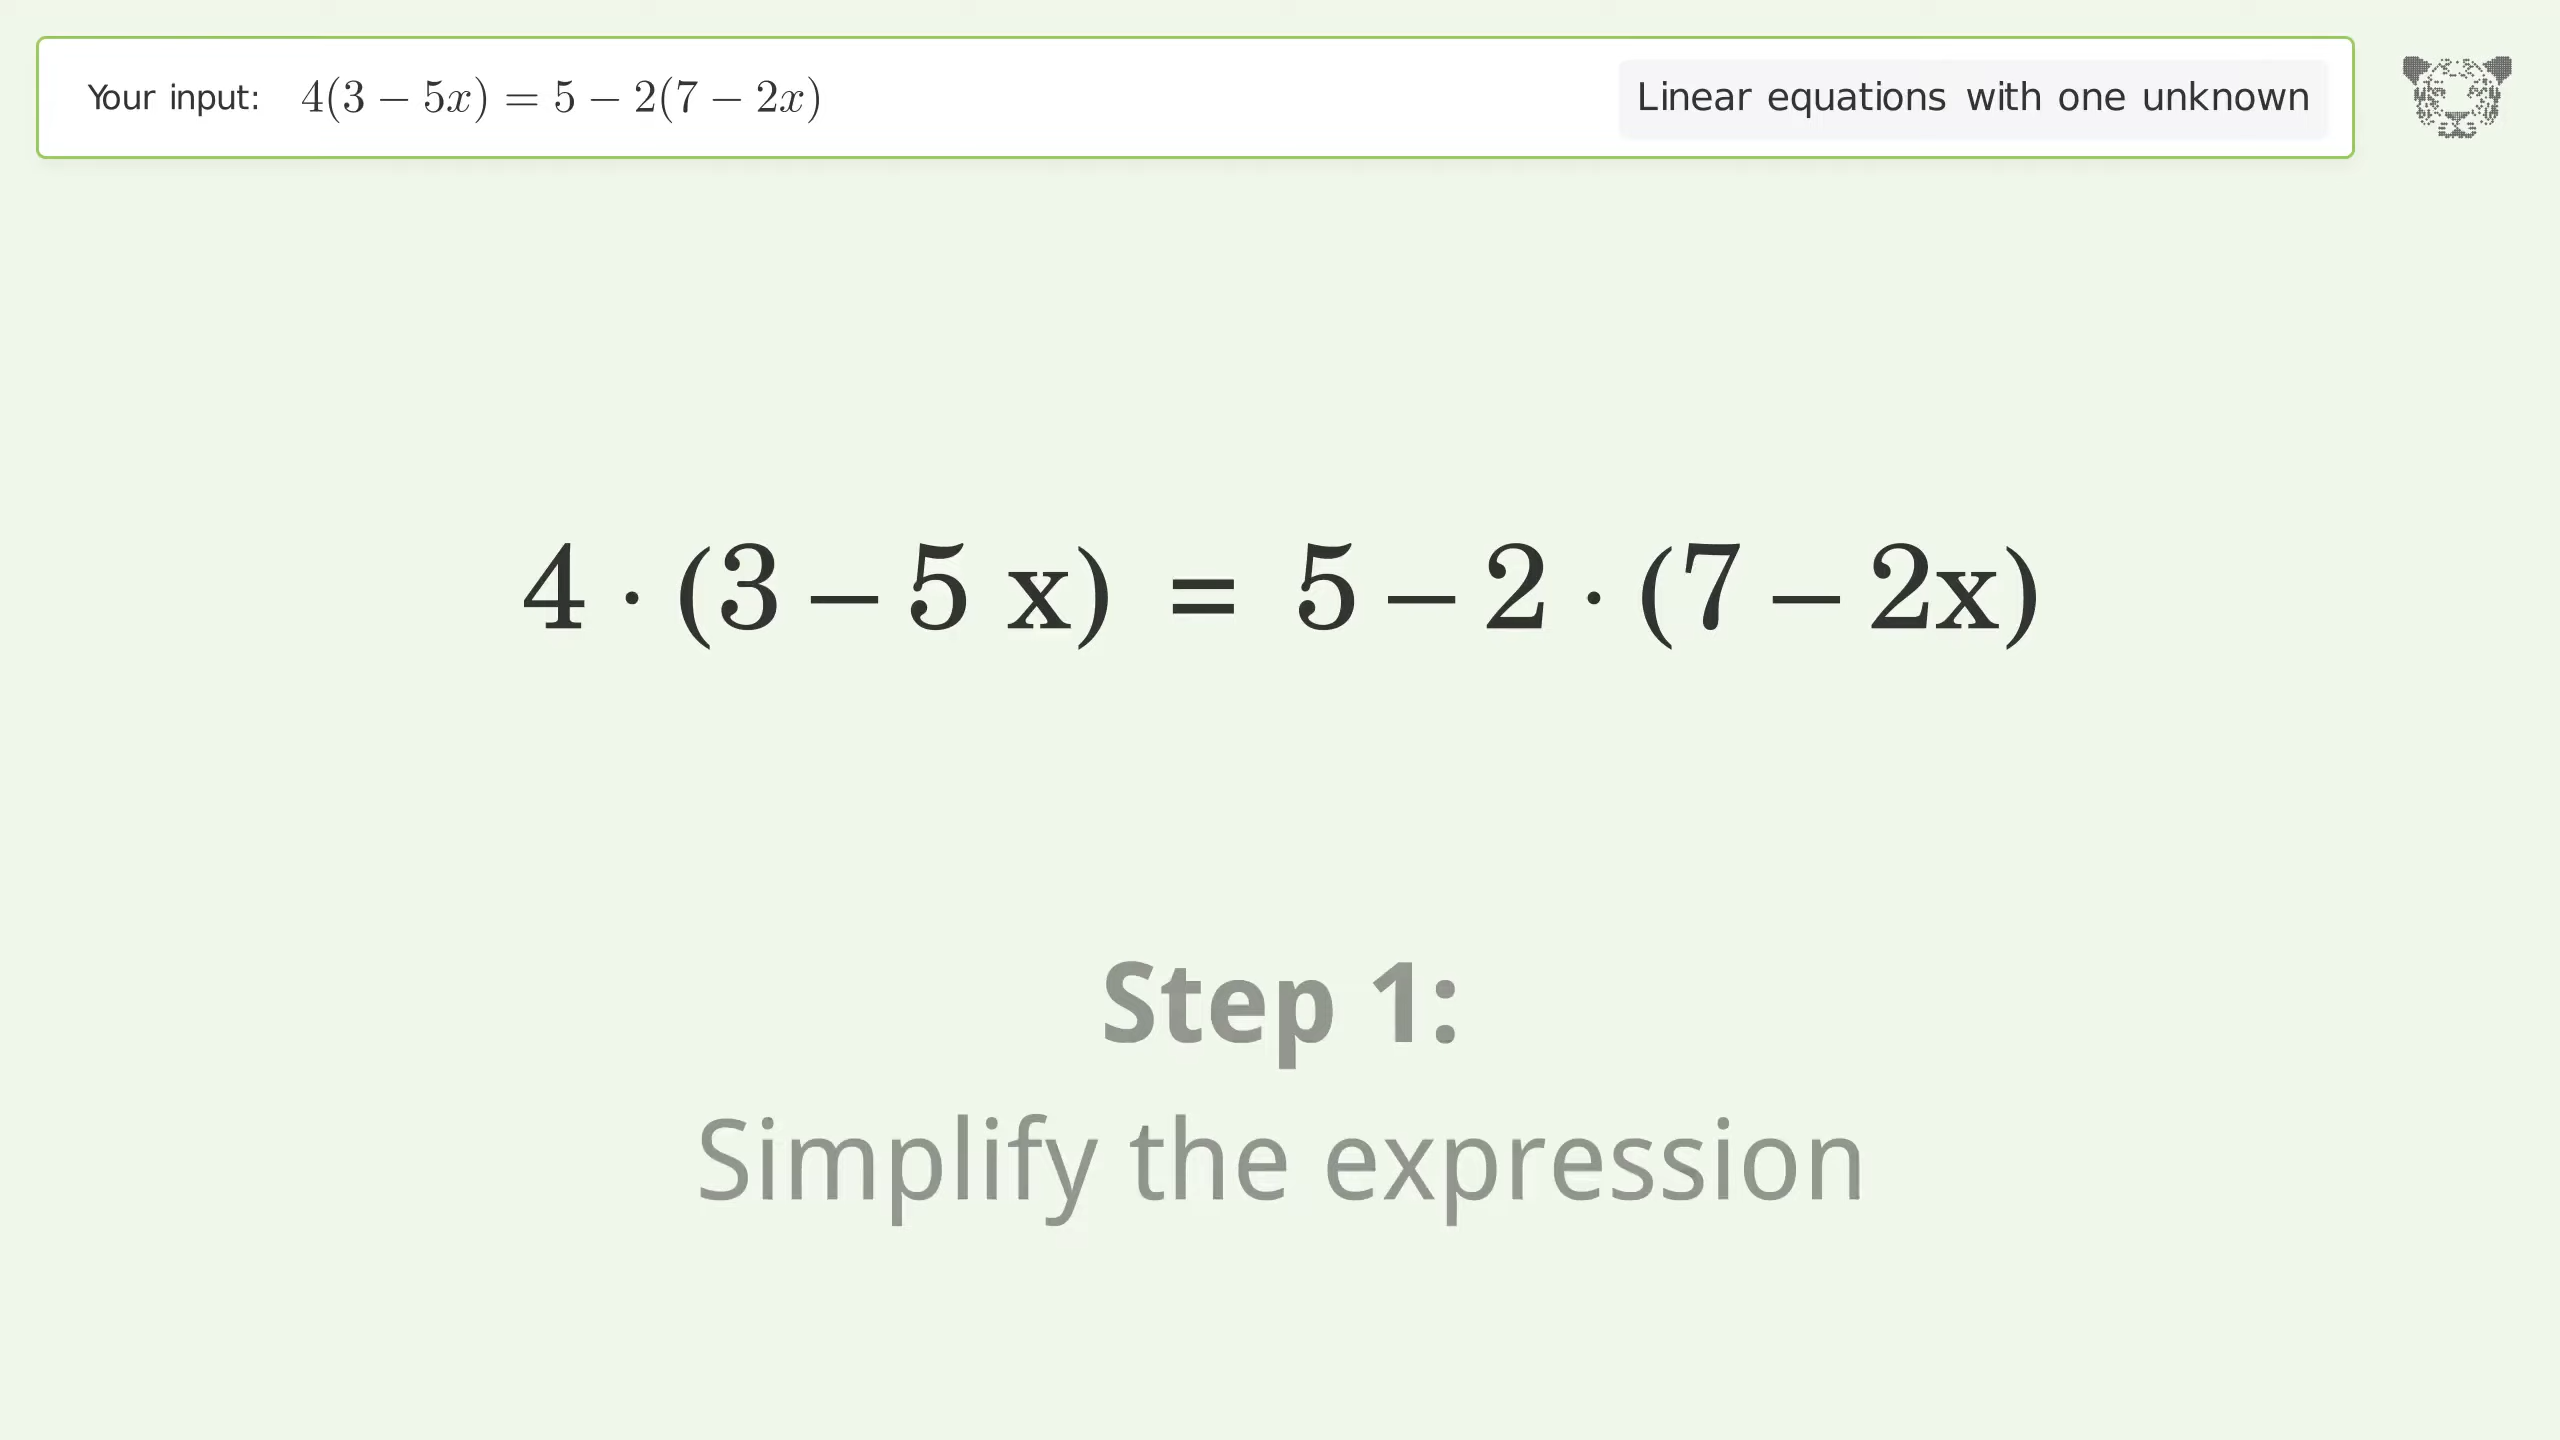 Your input: 4(3 − 5x) = 5 − 2(7 − 2x)
Linear equations with one unknown
4 · (3 − 5 x) = 5 − 2 · (7 − 2x)
Step 1:
Simplify the expression